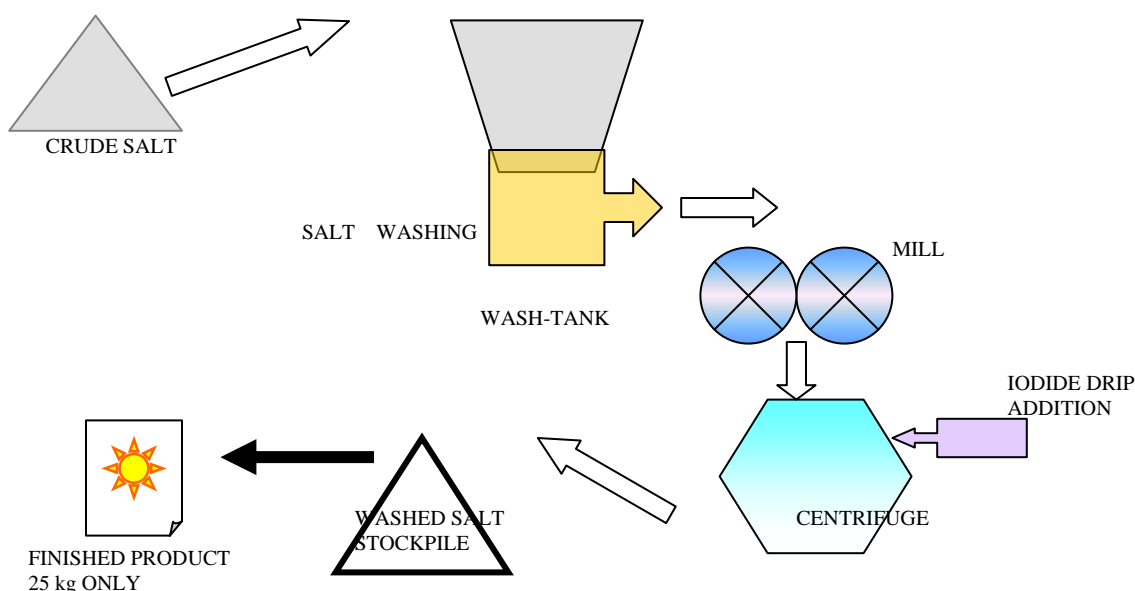 CRUDE SALT
SALT WASHING
WASH-TANK
MILL
IODIDE DRIP
ADDITION
CENTRIFUGE
WASHED SALT
STOCKPILE
FINISHED PRODUCT
25 kg ONLY